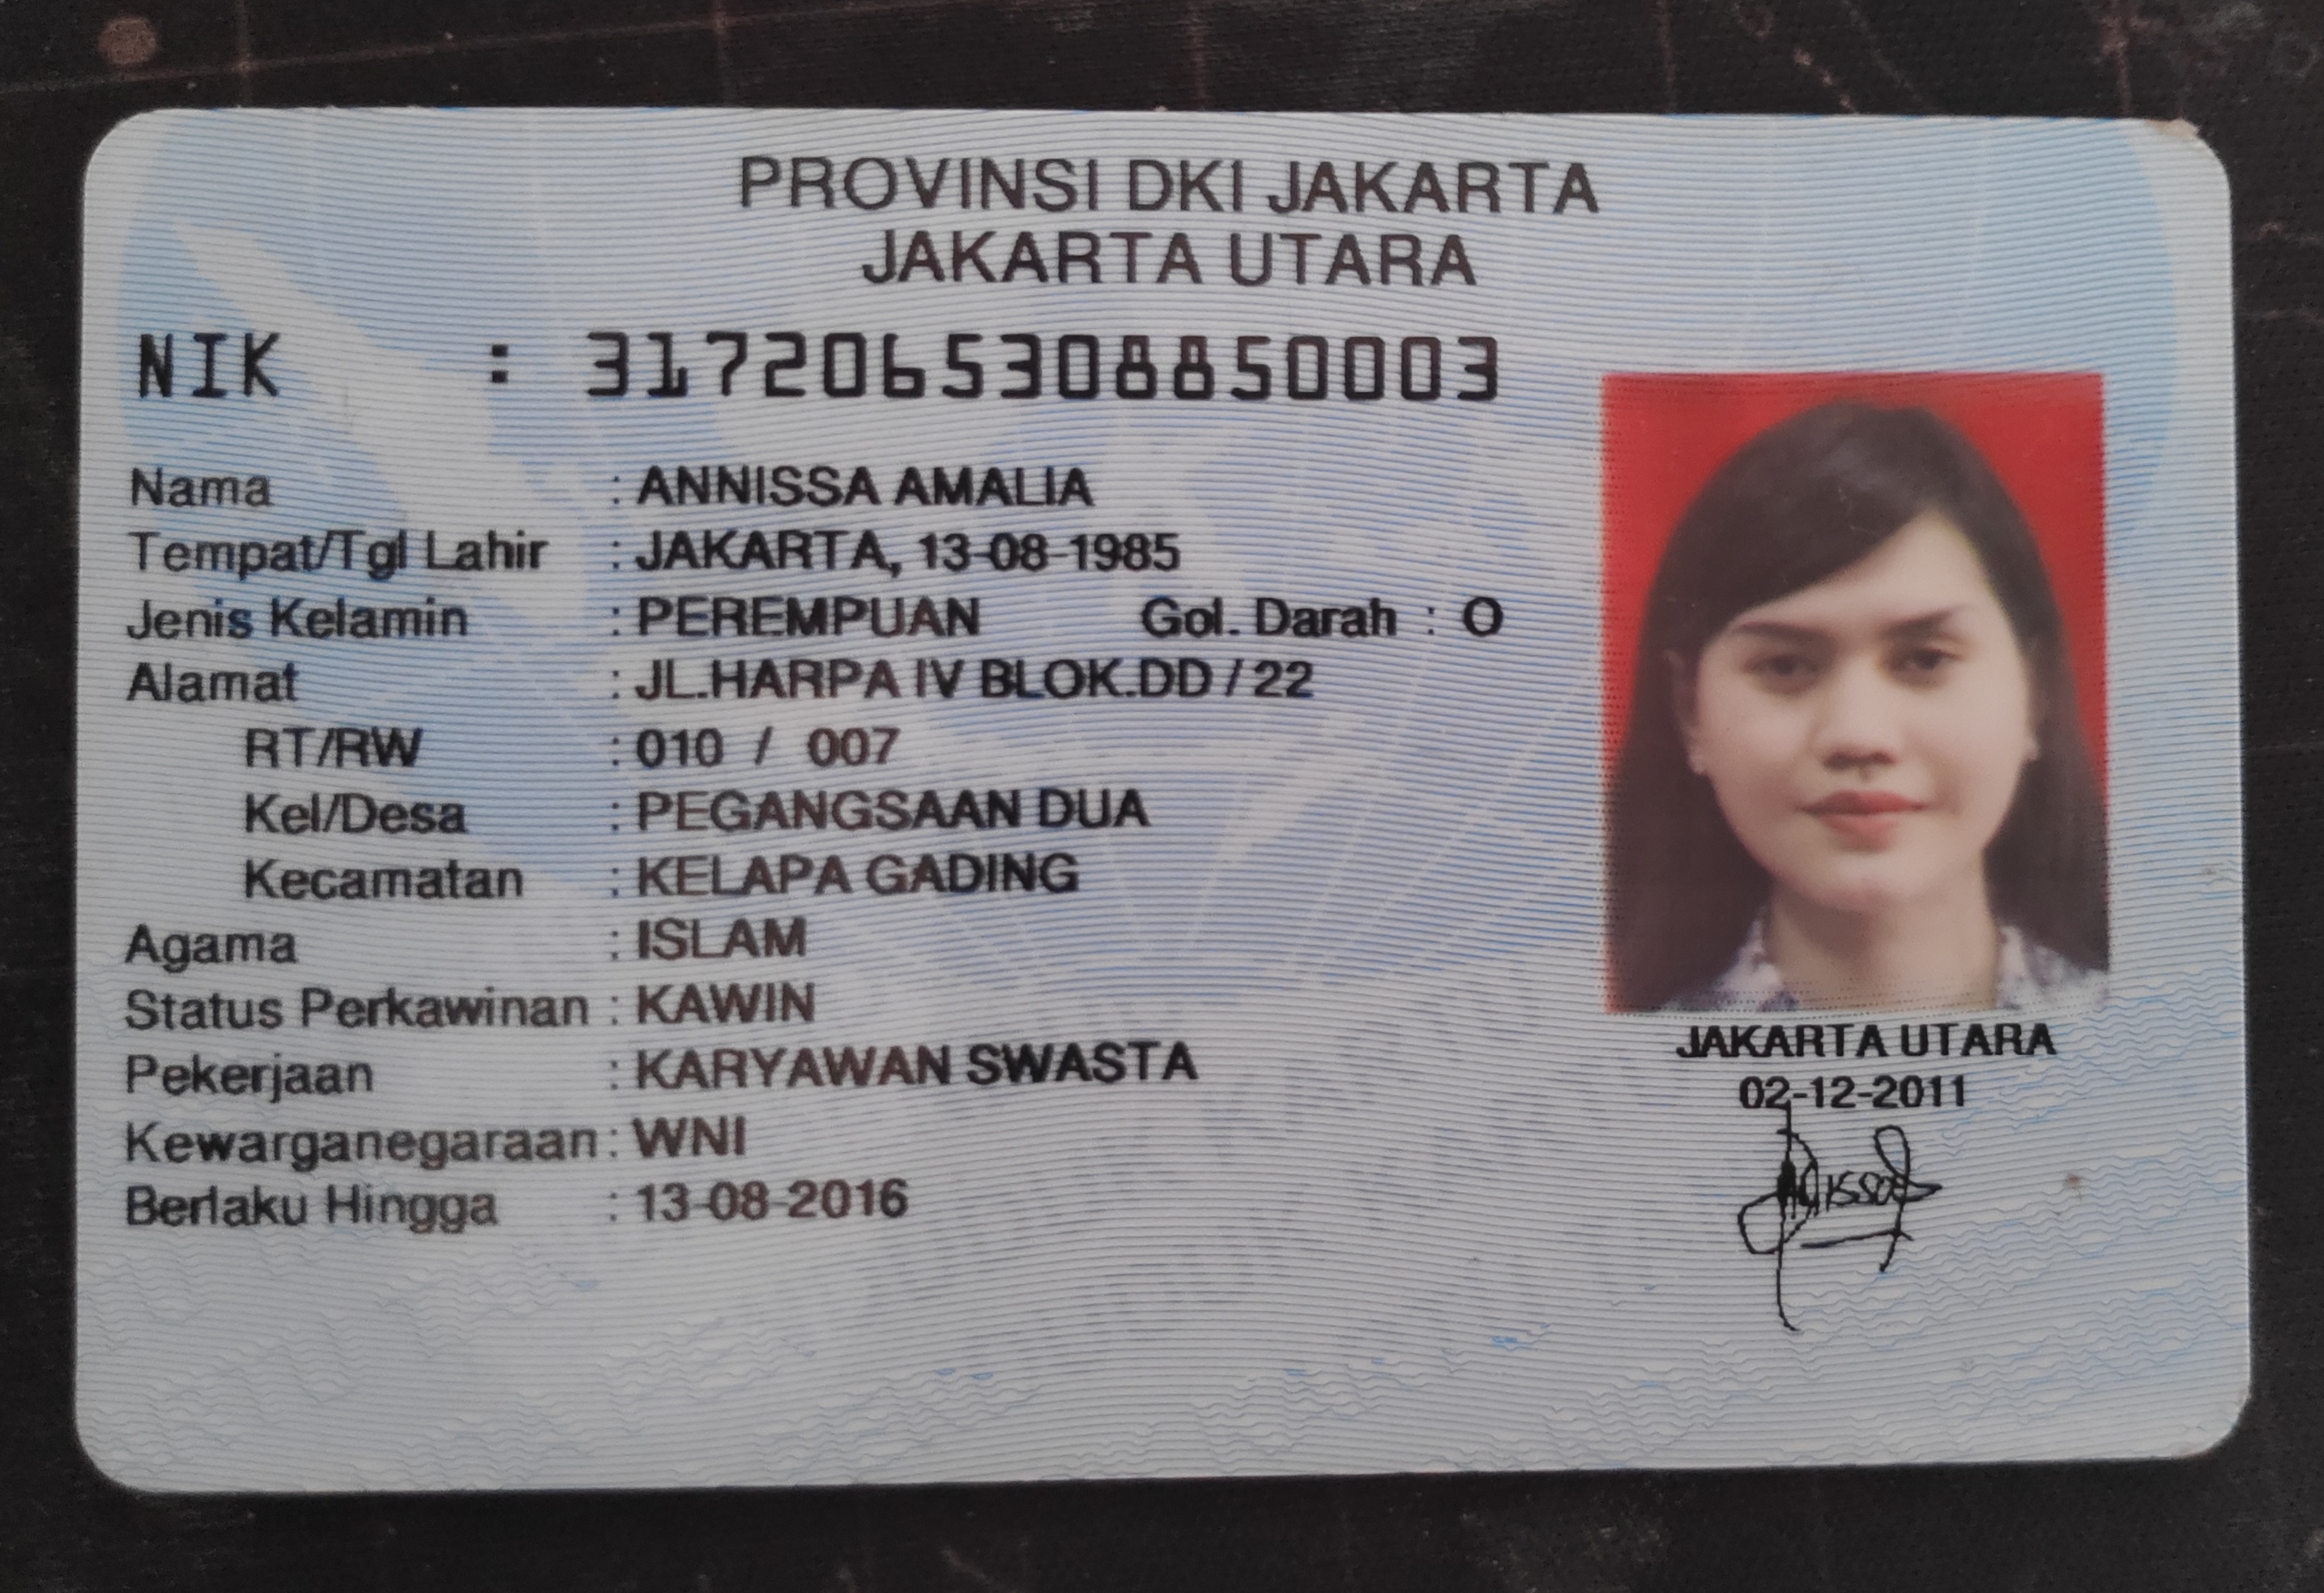 PROVINSI DKI JAKARTA
JAKARTA UTARA
NIK : 3172065308850003
Nama : ANNISSA AMALIA
Tempat/Tgl Lahir : JAKARTA, 13-08-1985
Jenis Kelamin : PEREMPUAN Gol. Darah : O
Alamat : JL.HARPA IV BLOK.DD / 22
RT/RW : 010 / 007
Kel/Desa : PEGANGSAAN DUA
Kecamatan : KELAPA GADING
Agama : ISLAM
Status Perkawinan : KAWIN
Pekerjaan : KARYAWAN SWASTA
Kewarganegaraan : WNI
Berlaku Hingga : 13-08-2016
JAKARTA UTARA
02-12-2011